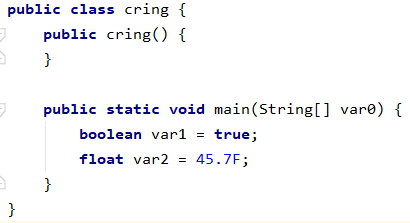 public class cring {
    public cring() {
    }

    public static void main(String[] var0) {
        boolean var1 = true;
        float var2 = 45.7F;
    }
}